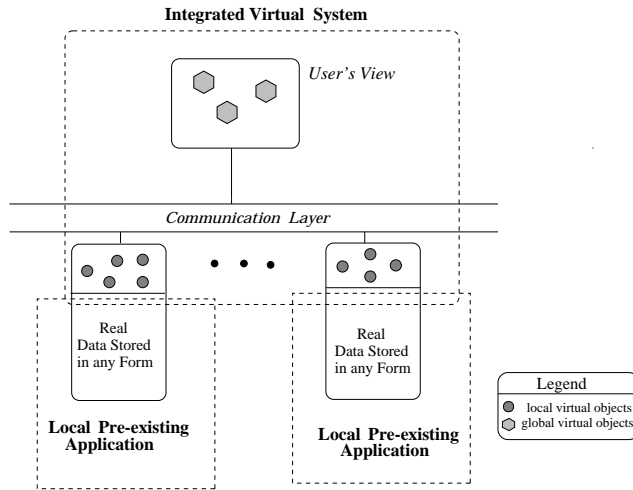 Integrated Virtual System
User's View
Communication Layer
Real
Data Stored
in any Form
Real
Data Stored
in any Form
Local Pre-existing
Application
Local Pre-existing
Application
Legend
local virtual objects
global virtual objects